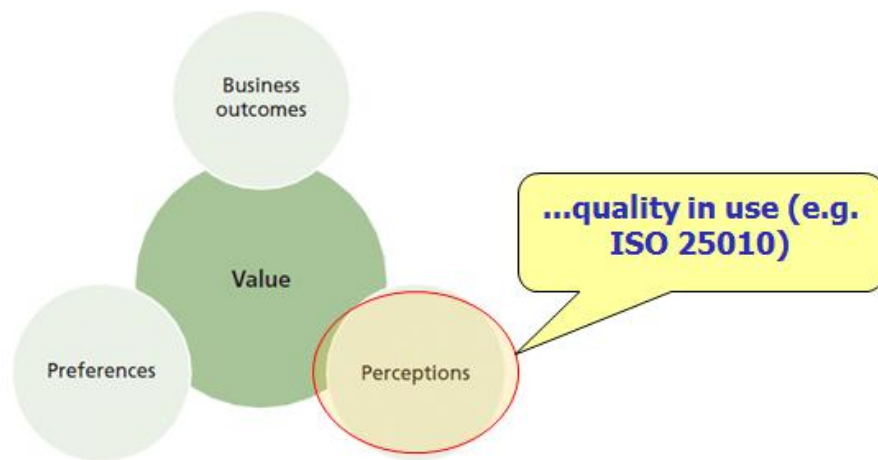 Business
outcomes
...quality in use (e.g.
ISO 25010)
Value
Preferences
Perceptions